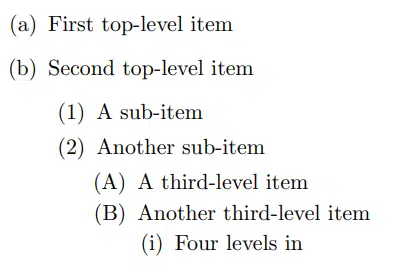 (a) First top-level item
(b) Second top-level item
(1) A sub-item
(2) Another sub-item
(A) A third-level item
(B) Another third-level item
(i) Four levels in